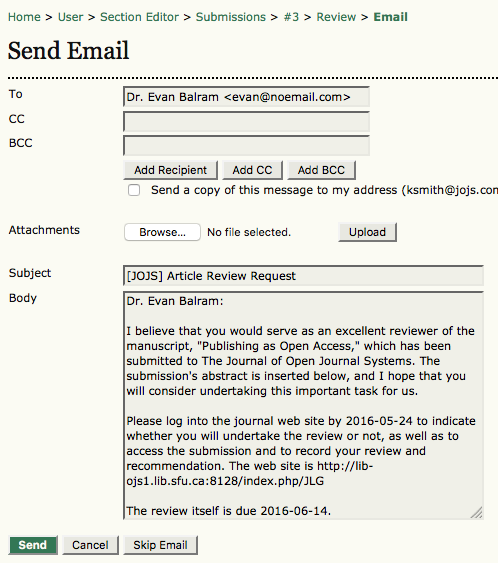 Home > User > Section Editor > Submissions > #3 > Review > Email
Send Email
To
Dr. Evan Balram <evan@noemail.com>
CC
BCC
Add Recipient Add CC Add BCC
Send a copy of this message to my address (ksmith@jojs.com
Attachments
Browse... No file selected. Upload
Subject
[JOJS] Article Review Request
Body
Dr. Evan Balram:
I believe that you would serve as an excellent reviewer of the
manuscript, "Publishing as Open Access," which has been
submitted to The Journal of Open Journal Systems. The
submission's abstract is inserted below, and I hope that you
will consider undertaking this important task for us.
Please log into the journal web site by 2016-05-24 to indicate
whether you will undertake the review or not, as well as to
access the submission and to record your review and
recommendation. The web site is http://lib-
ojs1.lib.sfu.ca:8128/index.php/JLG
The review itself is due 2016-06-14.
Send Cancel Skip Email